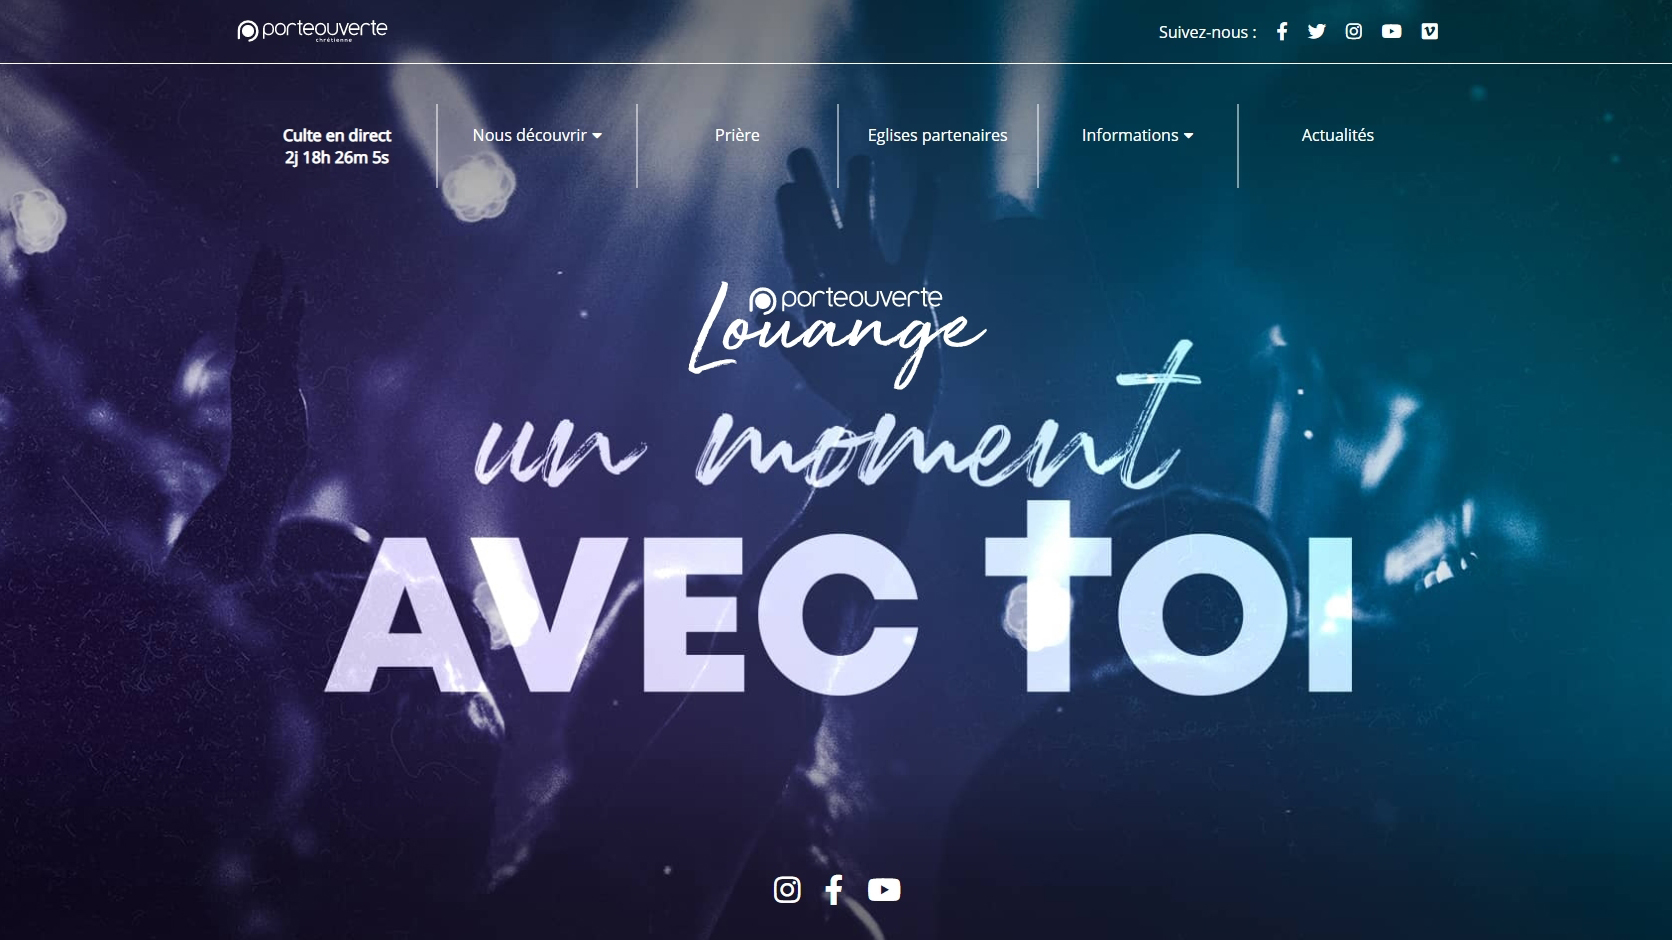 porteouverte
chrétienne
Suivez-nous :
Culte en direct
2j 18h 26m 5s
Nous découvrir
Prière
Eglises partenaires
Informations
Actualités
porteouverte
Louange
un moment
AVEC TOI